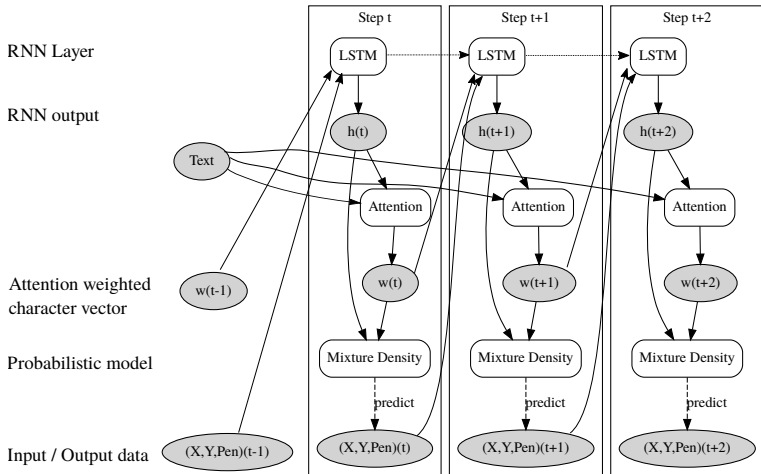 Step t
Step t+1
Step t+2
RNN Layer
LSTM
LSTM
LSTM
RNN output
h(t)
h(t+1)
h(t+2)
Text
Attention
Attention
Attention
Attention weighted
character vector
w(t-1)
w(t)
w(t+1)
w(t+2)
Probabilistic model
Mixture Density
Mixture Density
Mixture Density
predict
predict
predict
Input / Output data
(X,Y,Pen)(t-1)
(X,Y,Pen)(t)
(X,Y,Pen)(t+1)
(X,Y,Pen)(t+2)